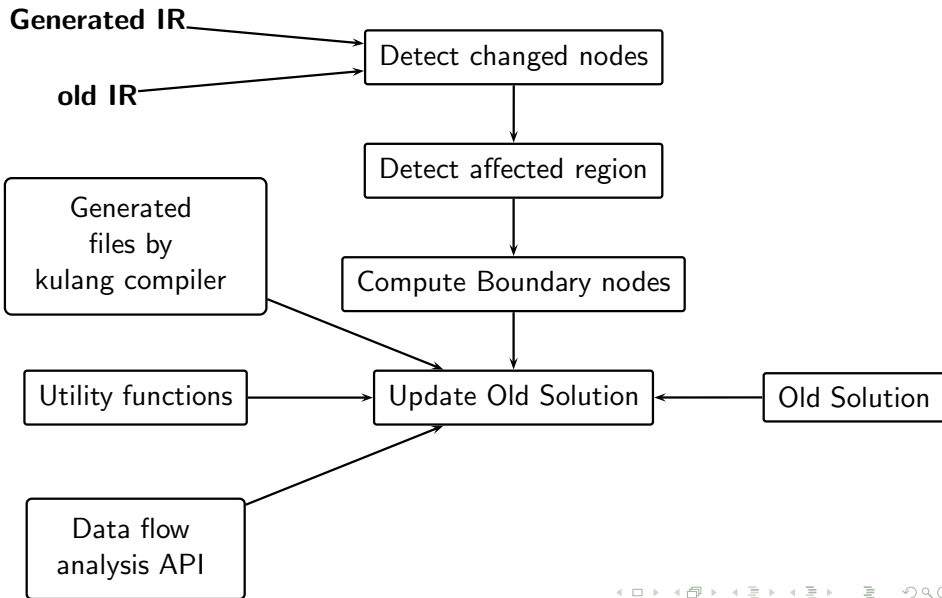 Generated IR
Detect changed nodes
old IR
Detect affected region
Generated
files by
kulang compiler
Compute Boundary nodes
Utility functions
Update Old Solution
Old Solution
Data flow
analysis API